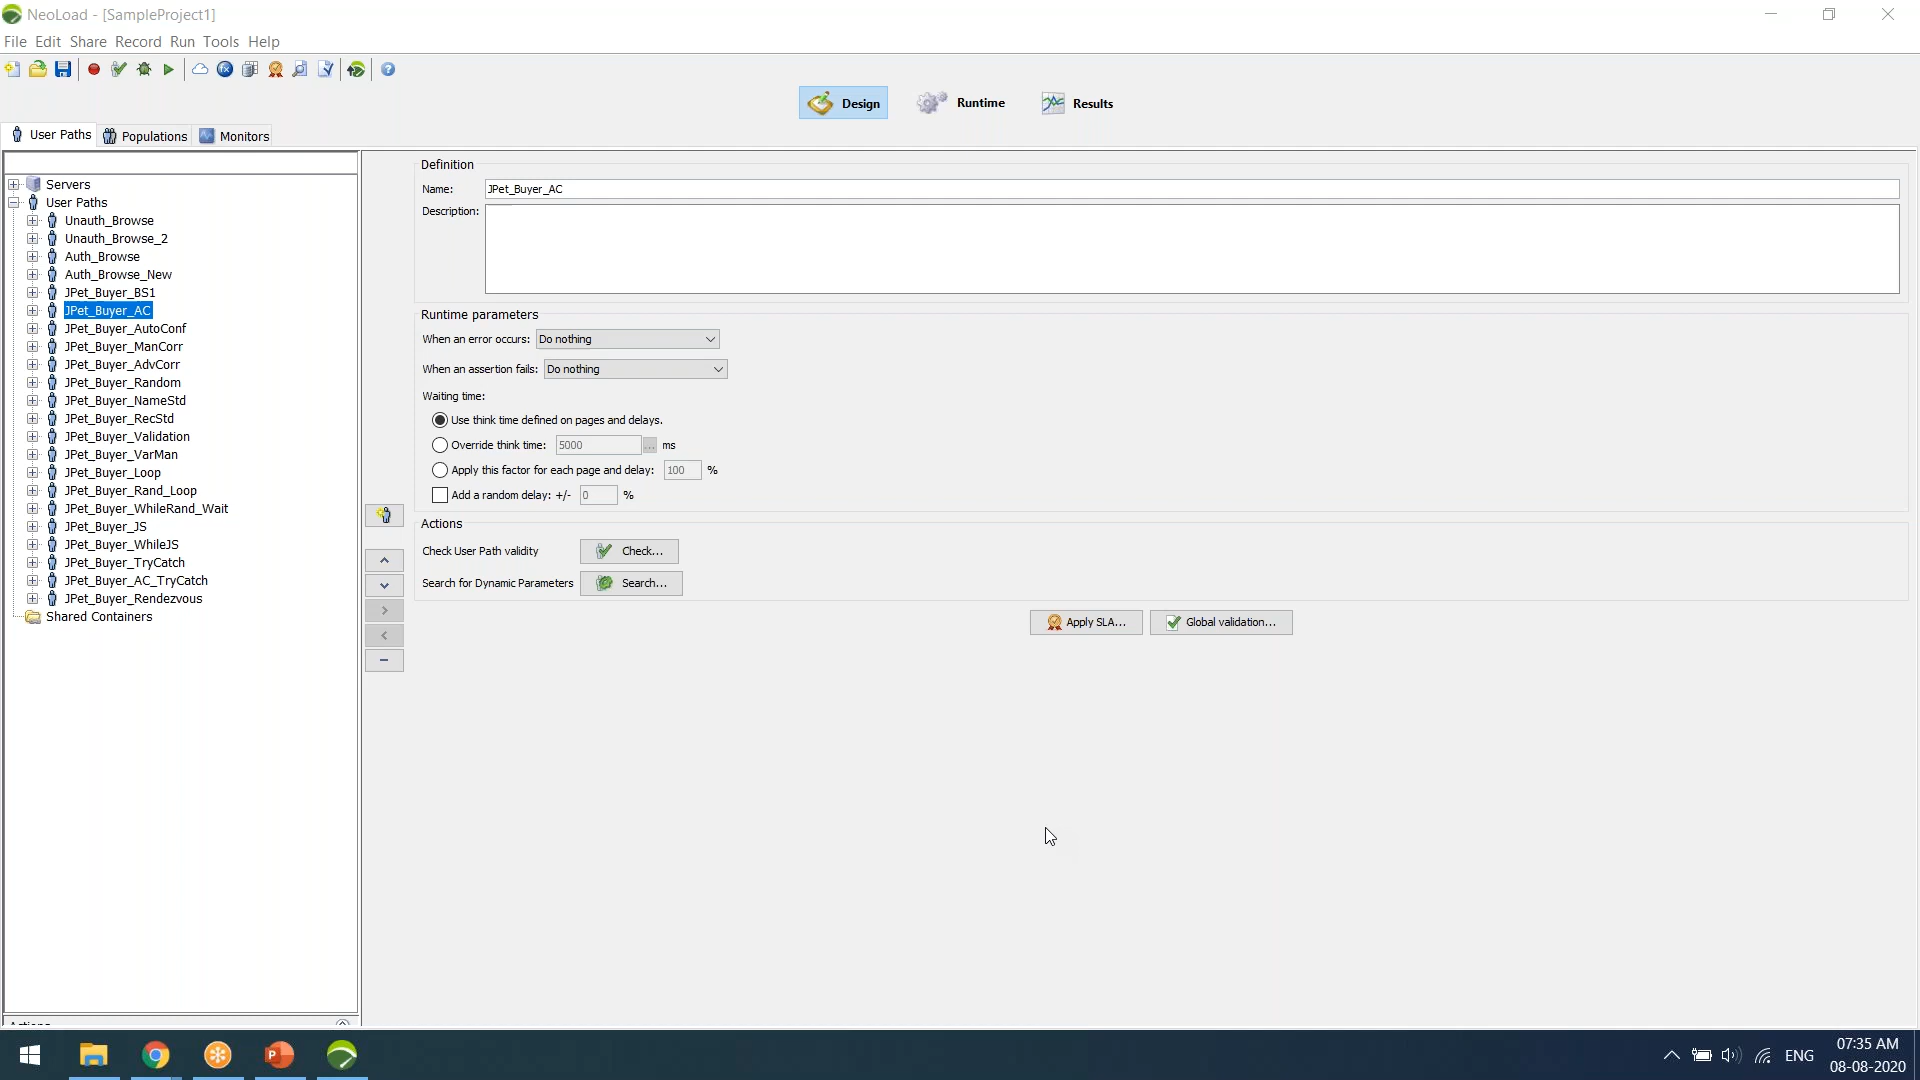 NeoLoad - [SampleProject1]
File Edit Share Record Run Tools Help
Design Runtime Results
User Paths Populations Monitors
Servers
User Paths
Unauth_Browse
Unauth_Browse_2
Auth_Browse
Auth_Browse_New
JPet_Buyer_BS1
JPet_Buyer_AC
JPet_Buyer_AutoConf
JPet_Buyer_ManCorr
JPet_Buyer_AdvCorr
JPet_Buyer_Random
JPet_Buyer_NameStd
JPet_Buyer_RecStd
JPet_Buyer_Validation
JPet_Buyer_VarMan
JPet_Buyer_Loop
JPet_Buyer_Rand_Loop
JPet_Buyer_WhileRand_Wait
JPet_Buyer_JS
JPet_Buyer_WhileJS
JPet_Buyer_TryCatch
JPet_Buyer_AC_TryCatch
JPet_Buyer_Rendezvous
Shared Containers
Actions
Definition
Name: JPet_Buyer_AC
Description:
Runtime parameters
When an error occurs: Do nothing
When an assertion fails: Do nothing
Waiting time:
Use think time defined on pages and delays.
Override think time: 5000 ... ms
Apply this factor for each page and delay: 100 %
Add a random delay: +/- 0 %
Actions
Check User Path validity Check...
Search for Dynamic Parameters Search...
Apply SLA... Global validation...
ENG
07:35 AM
08-08-2020